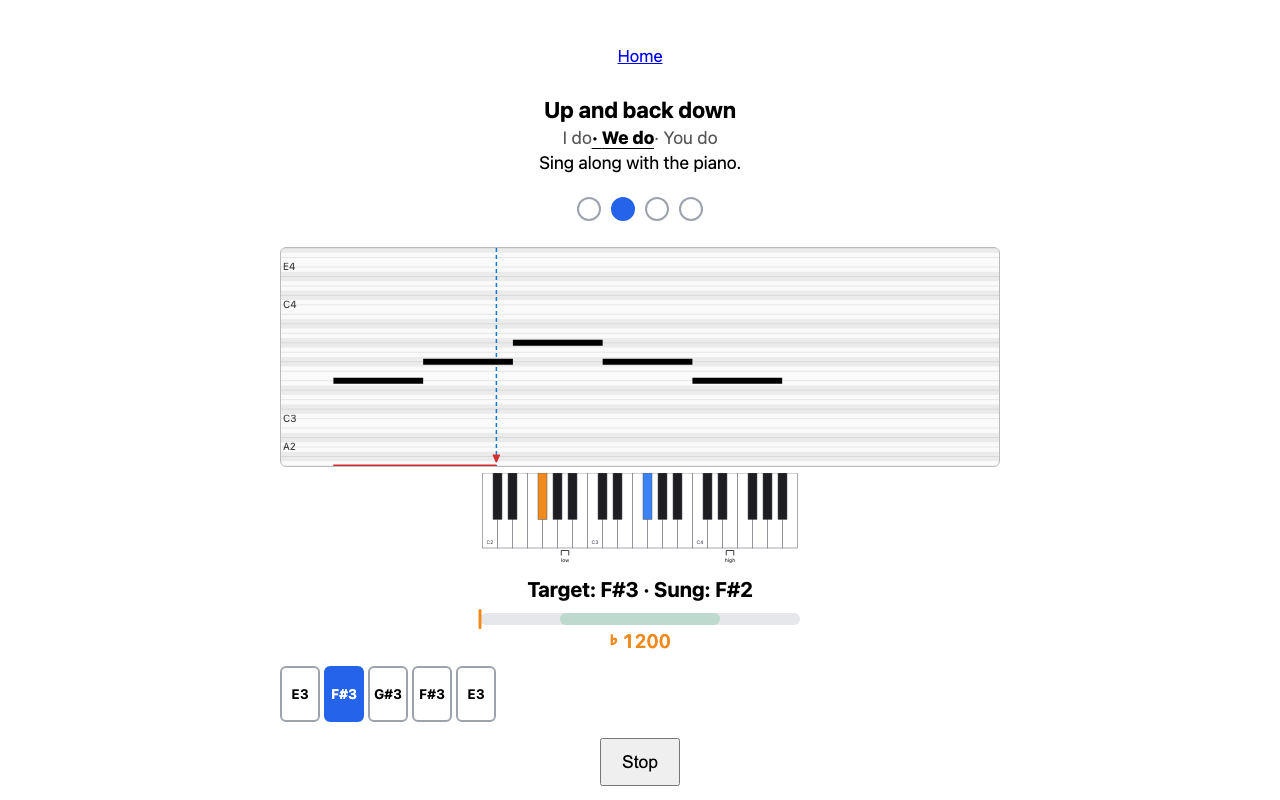 Home
Up and back down
I do· We do· You do
Sing along with the piano.
E4
C4
C3
A2
C2
C3
C4
low
high
Target: F#3 · Sung: F#2
♭ 1200
E3
F#3
G#3
F#3
E3
Stop